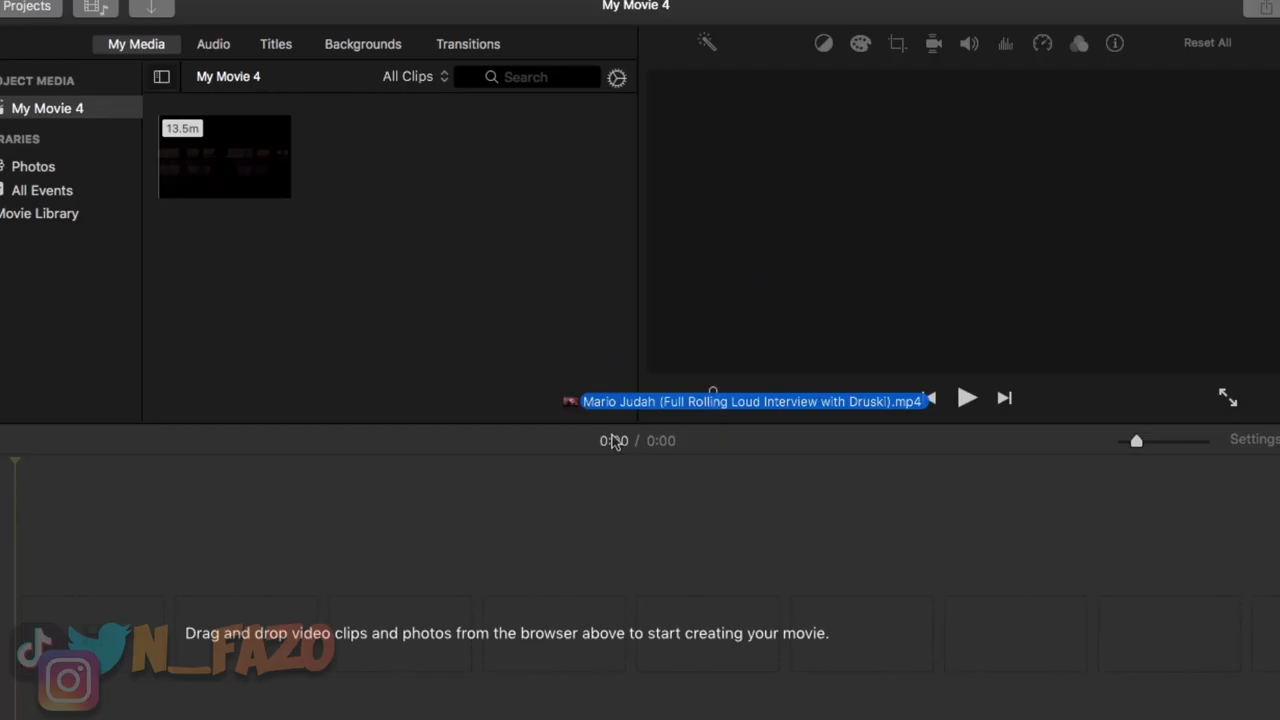 Projects
My Movie 4
My Media
Audio
Titles
Backgrounds
Transitions
Reset All
OJECT MEDIA
My Movie 4
All Clips
Search
My Movie 4
13.5m
RARIES
Photos
All Events
Movie Library
Mario Judah (Full Rolling Loud Interview with Druski).mp4
0:00 / 0:00
Settings
Drag and drop video clips and photos from the browser above to start creating your movie.
N_FAZO